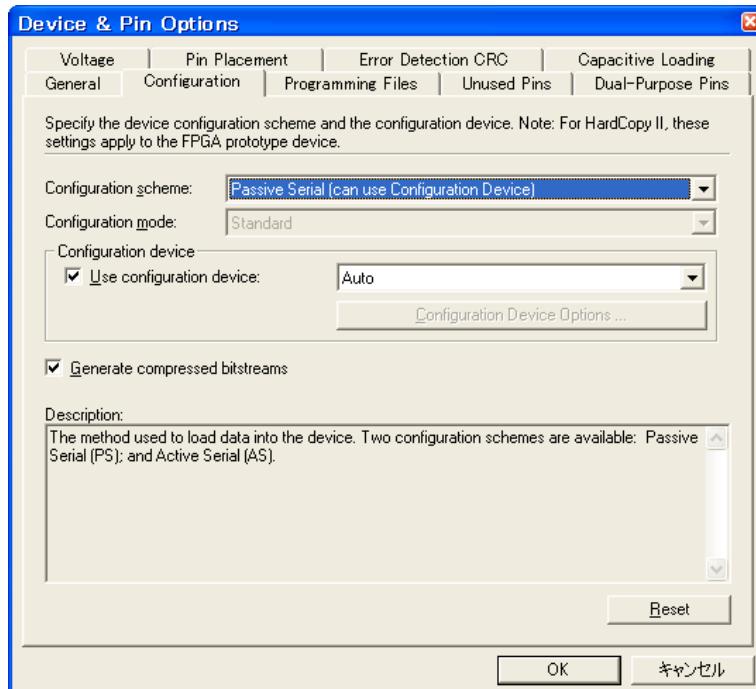 Device & Pin Options
Voltage
Pin Placement
Error Detection CRC
Capacitive Loading
General
Configuration
Programming Files
Unused Pins
Dual-Purpose Pins
Specify the device configuration scheme and the configuration device. Note: For HardCopy II, these
settings apply to the FPGA prototype device.
Configuration scheme:
Passive Serial (can use Configuration Device)
Configuration mode:
Standard
Configuration device
Use configuration device:
Auto
Configuration Device Options ...
Generate compressed bitstreams
Description:
The method used to load data into the device. Two configuration schemes are available:  Passive
Serial (PS); and Active Serial (AS).
Reset
OK
キャンセル